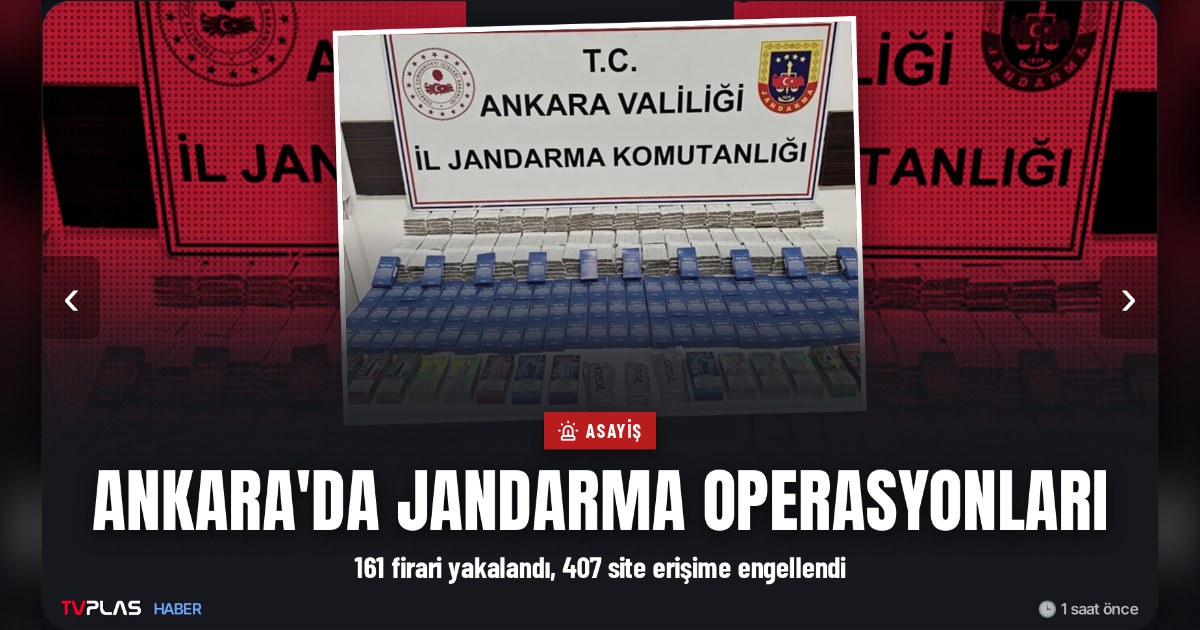 T.C.
ANKARA VALİLİĞİ
İL JANDARMA KOMUTANLIĞI
JANDARMA
ASAYİŞ
ANKARA'DA JANDARMA OPERASYONLARI
161 firari yakalandı, 407 site erişime engellendi
TVPLAS HABER
1 saat önce